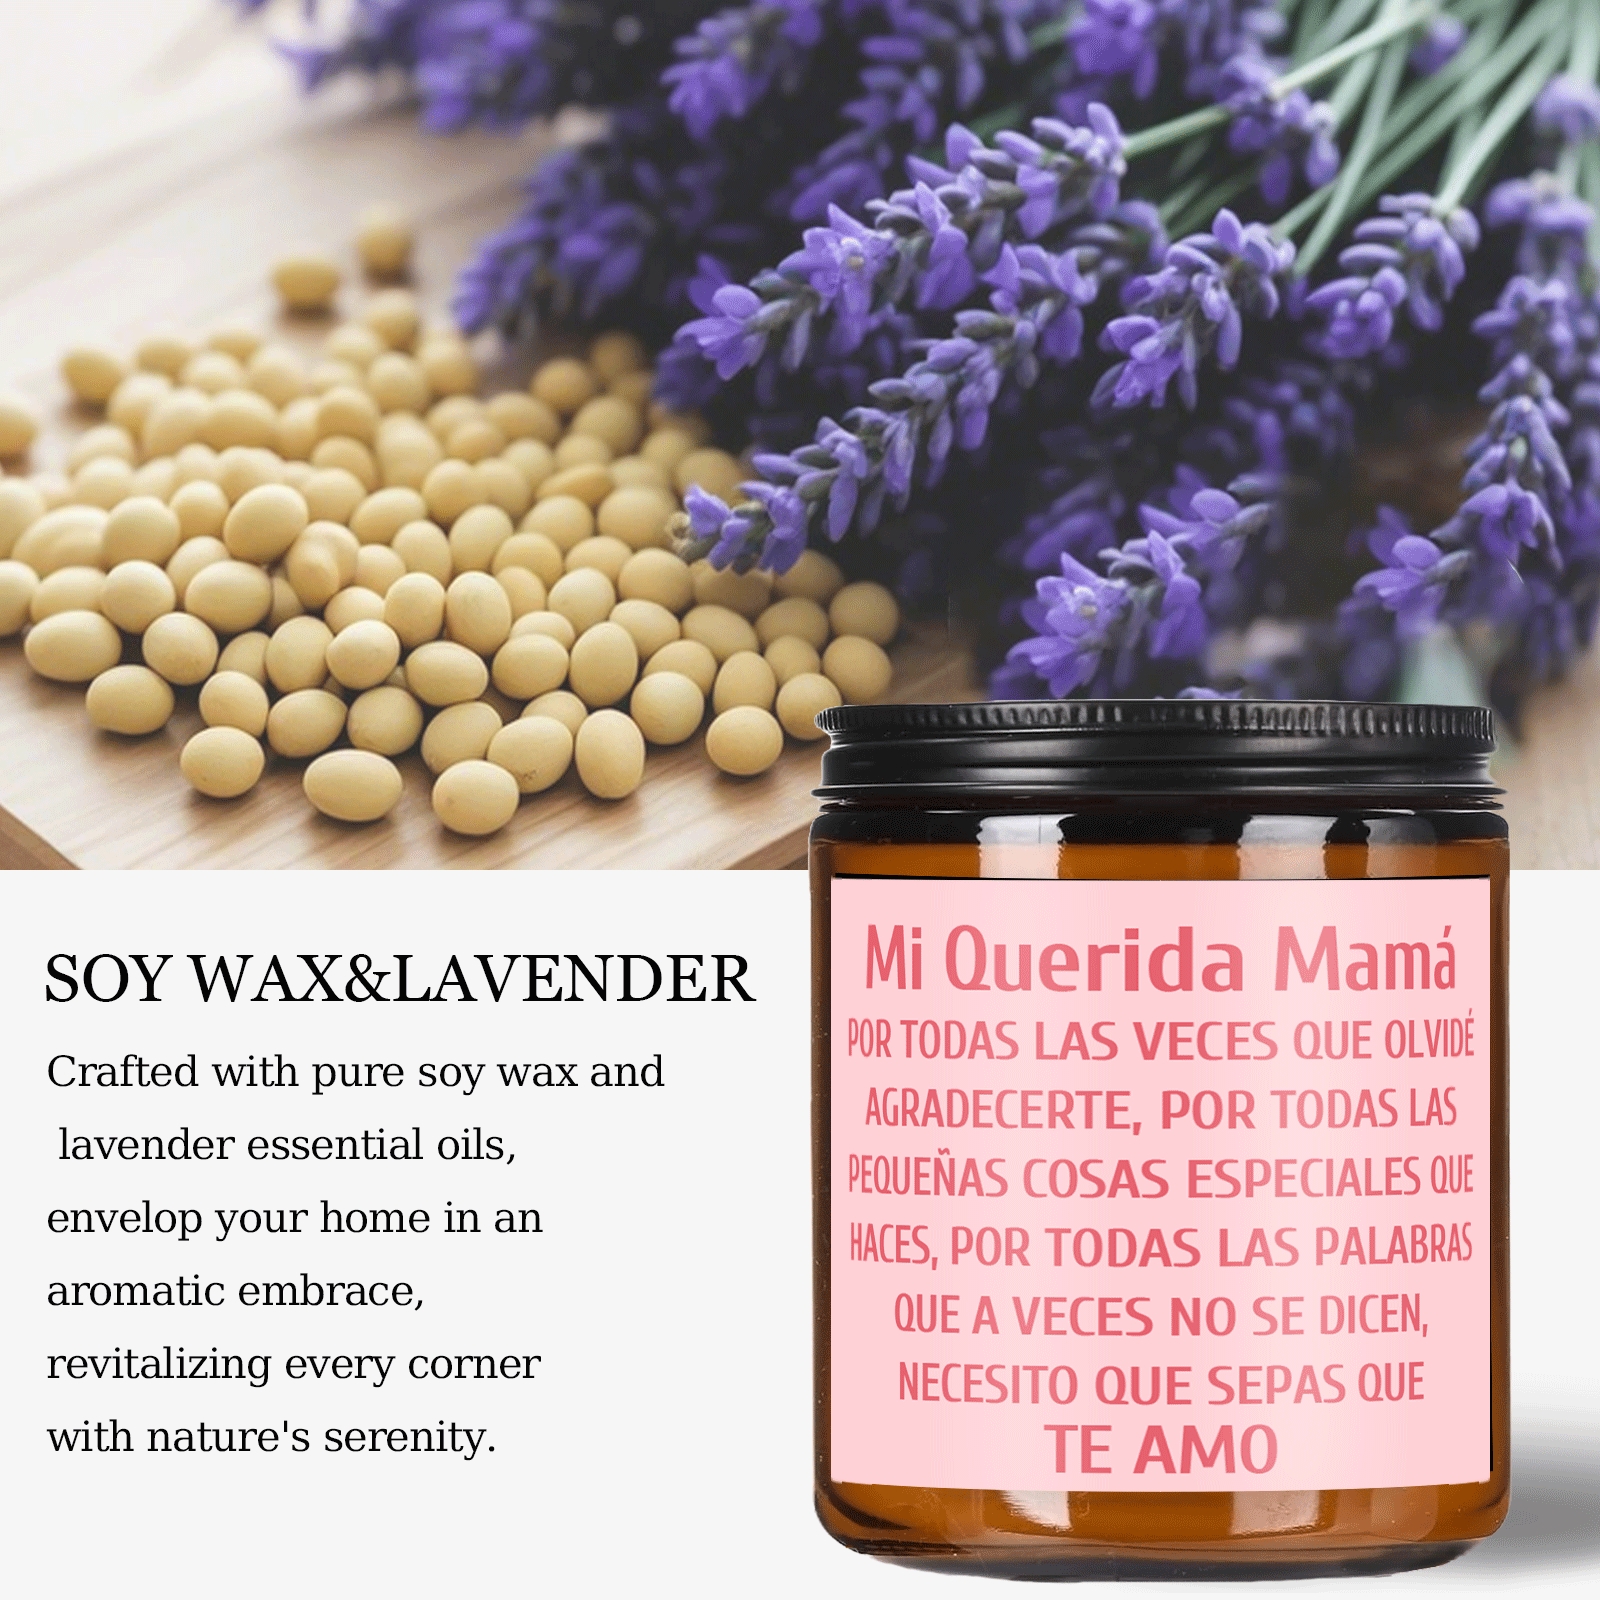 SOY WAX&LAVENDER
Crafted with pure soy wax and
lavender essential oils,
envelop your home in an
aromatic embrace,
revitalizing every corner
with nature's serenity.
Mi Querida Mamá
POR TODAS LAS VECES QUE OLVIDÉ
AGRADECERTE, POR TODAS LAS
PEQUEÑAS COSAS ESPECIALES QUE
HACES, POR TODAS LAS PALABRAS
QUE A VECES NO SE DICEN,
NECESITO QUE SEPAS QUE
TE AMO